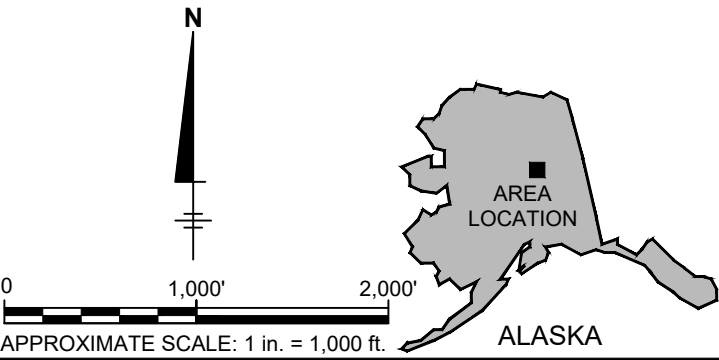 N
0 1,000' 2,000'
APPROXIMATE SCALE: 1 in. = 1,000 ft.
AREA
LOCATION
ALASKA